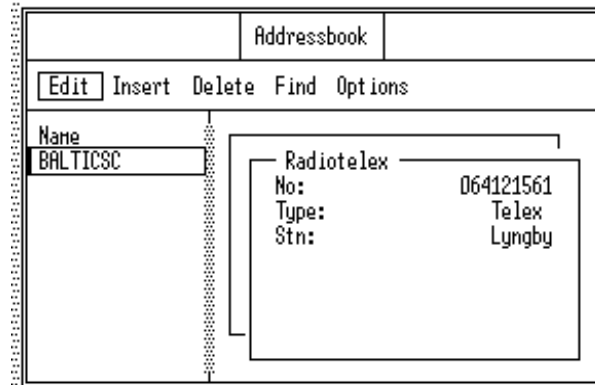 Addressbook
Edit Insert Delete Find Options
Name
BALTICSC
Radiotelex
No: 064121561
Type: Telex
Stn: Lyngby